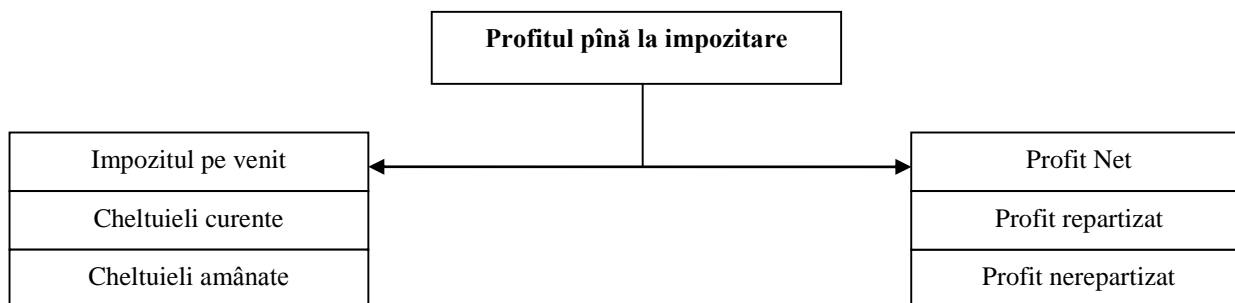 Profitul pînă la impozitare
Impozitul pe venit
Profit Net
Cheltuieli curente
Profit repartizat
Cheltuieli amânate
Profit nerepartizat